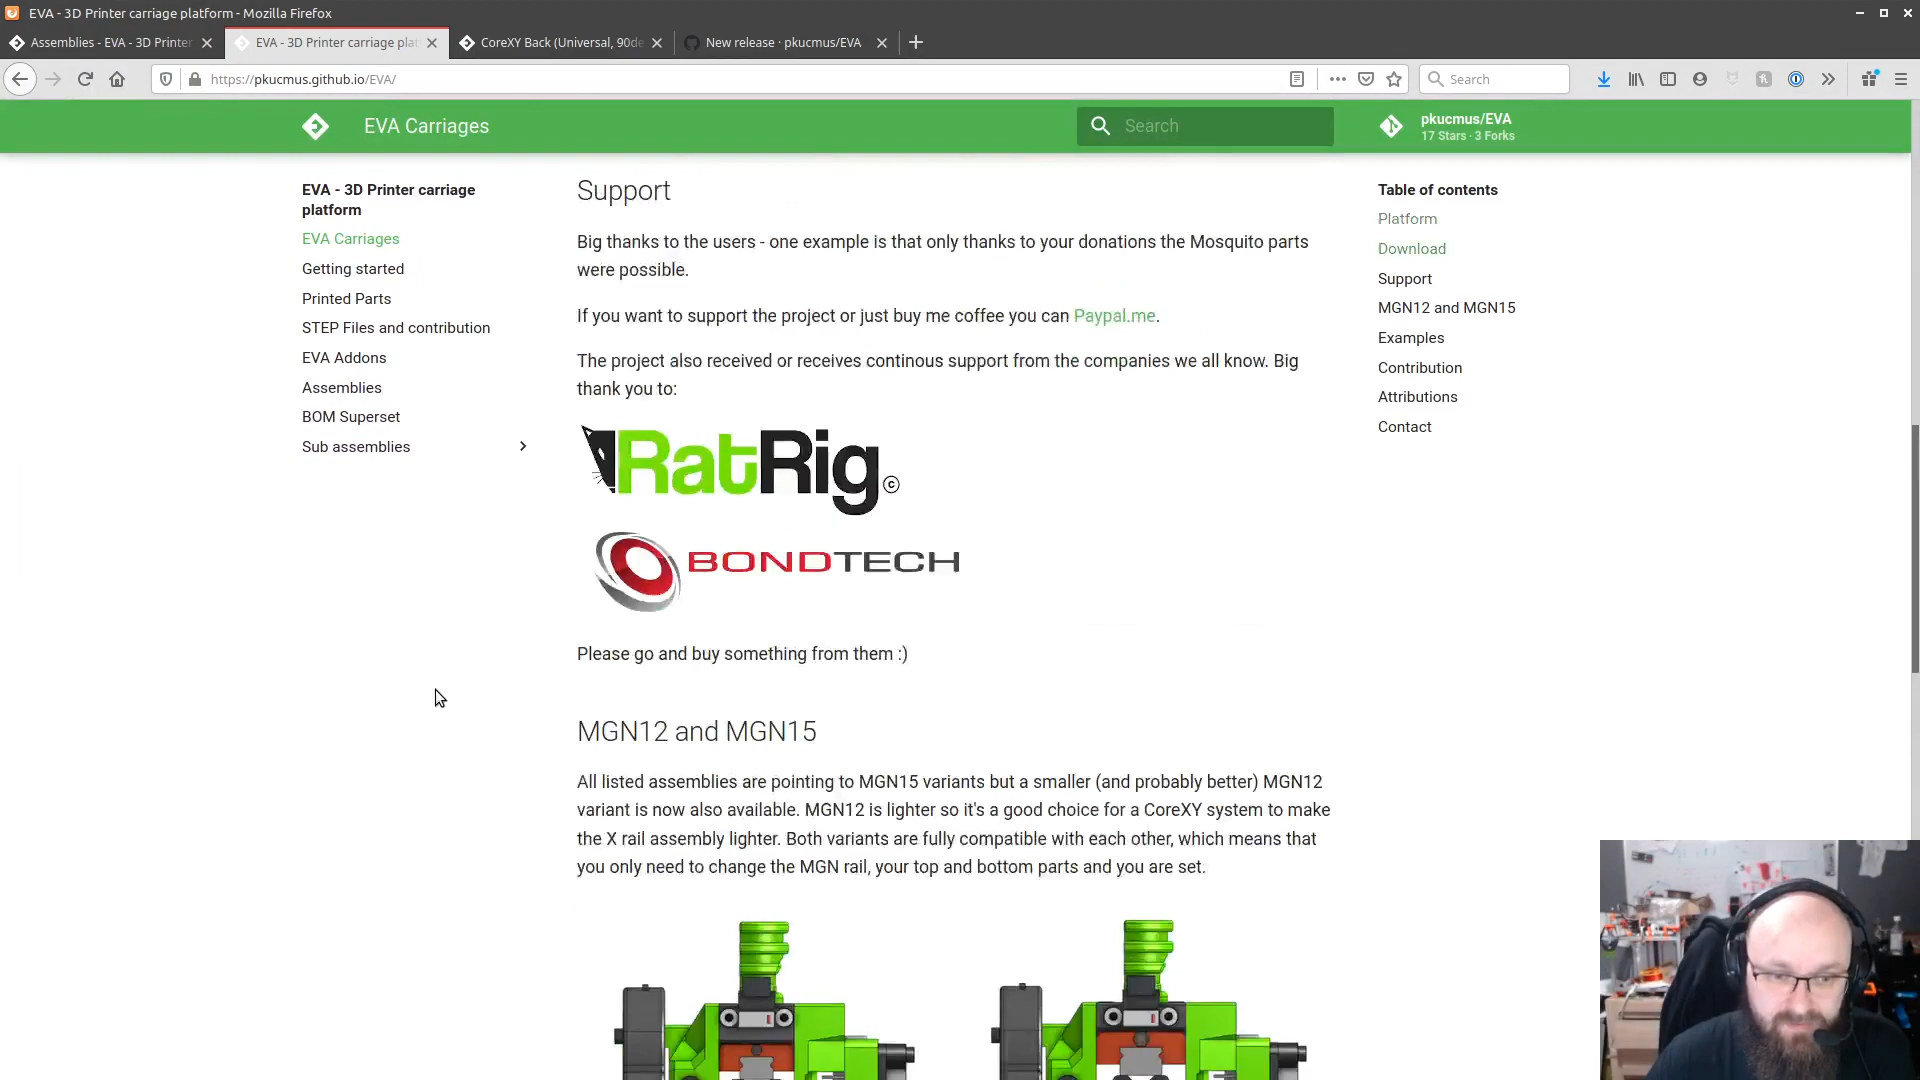 EVA - 3D Printer carriage platform - Mozilla Firefox
Assemblies - EVA - 3D Printer
EVA - 3D Printer carriage plat
CoreXY Back (Universal, 90de
New release · pkucmus/EVA
https://pkucmus.github.io/EVA/
Search
EVA Carriages
Search
pkucmus/EVA
17 Stars · 3 Forks
EVA - 3D Printer carriage
platform
EVA Carriages
Getting started
Printed Parts
STEP Files and contribution
EVA Addons
Assemblies
BOM Superset
Sub assemblies
Support
Big thanks to the users - one example is that only thanks to your donations the Mosquito parts
were possible.
If you want to support the project or just buy me coffee you can Paypal.me.
The project also received or receives continous support from the companies we all know. Big
thank you to:
RatRig ©
BONDTECH
Please go and buy something from them :)
MGN12 and MGN15
All listed assemblies are pointing to MGN15 variants but a smaller (and probably better) MGN12
variant is now also available. MGN12 is lighter so it's a good choice for a CoreXY system to make
the X rail assembly lighter. Both variants are fully compatible with each other, which means that
you only need to change the MGN rail, your top and bottom parts and you are set.
Table of contents
Platform
Download
Support
MGN12 and MGN15
Examples
Contribution
Attributions
Contact